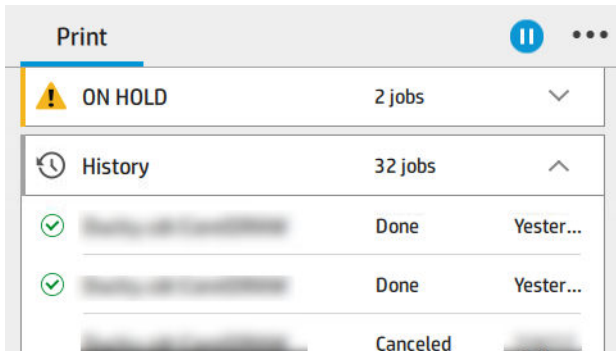 Print
ON HOLD 2 jobs
History 32 jobs
Done Yester...
Done Yester...
Canceled